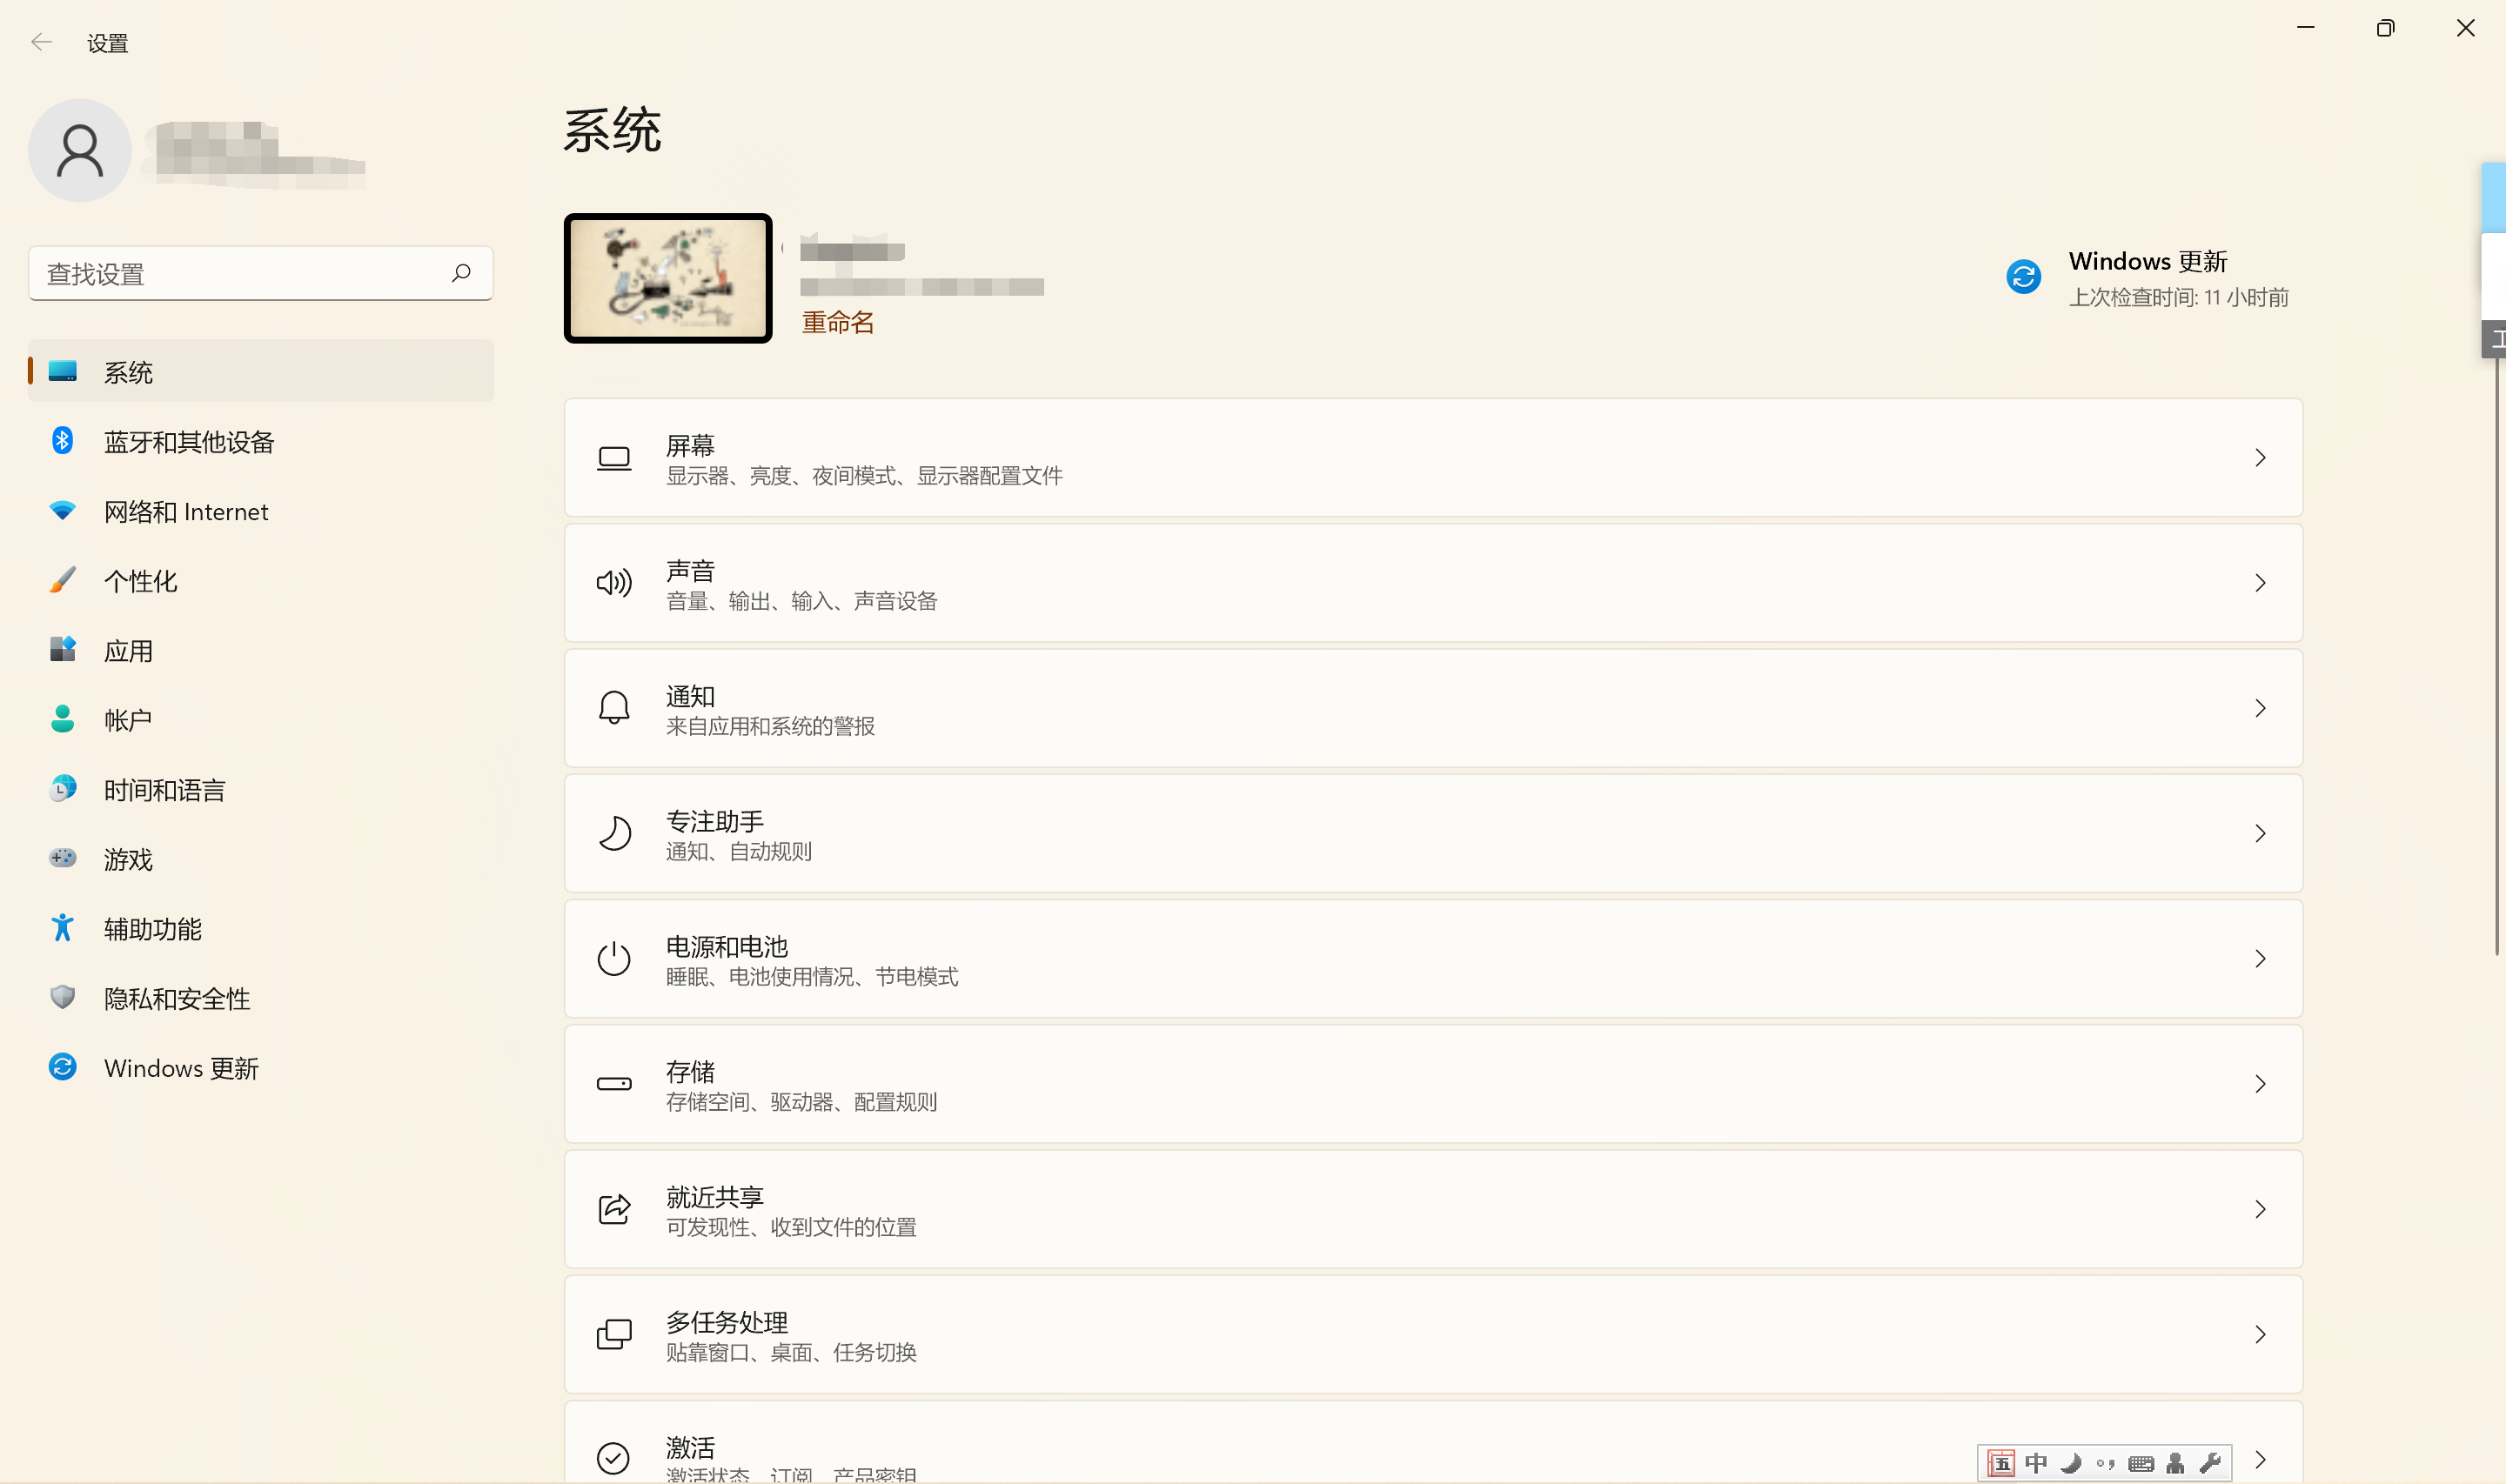 设置
查找设置
系统
蓝牙和其他设备
网络和 Internet
个性化
应用
帐户
时间和语言
游戏
辅助功能
隐私和安全性
Windows 更新
系统
重命名
Windows 更新
上次检查时间: 11 小时前
屏幕
显示器、亮度、夜间模式、显示器配置文件
声音
音量、输出、输入、声音设备
通知
来自应用和系统的警报
专注助手
通知、自动规则
电源和电池
睡眠、电池使用情况、节电模式
存储
存储空间、驱动器、配置规则
就近共享
可发现性、收到文件的位置
多任务处理
贴靠窗口、桌面、任务切换
激活
激活状态、订阅、产品密钥
五 中